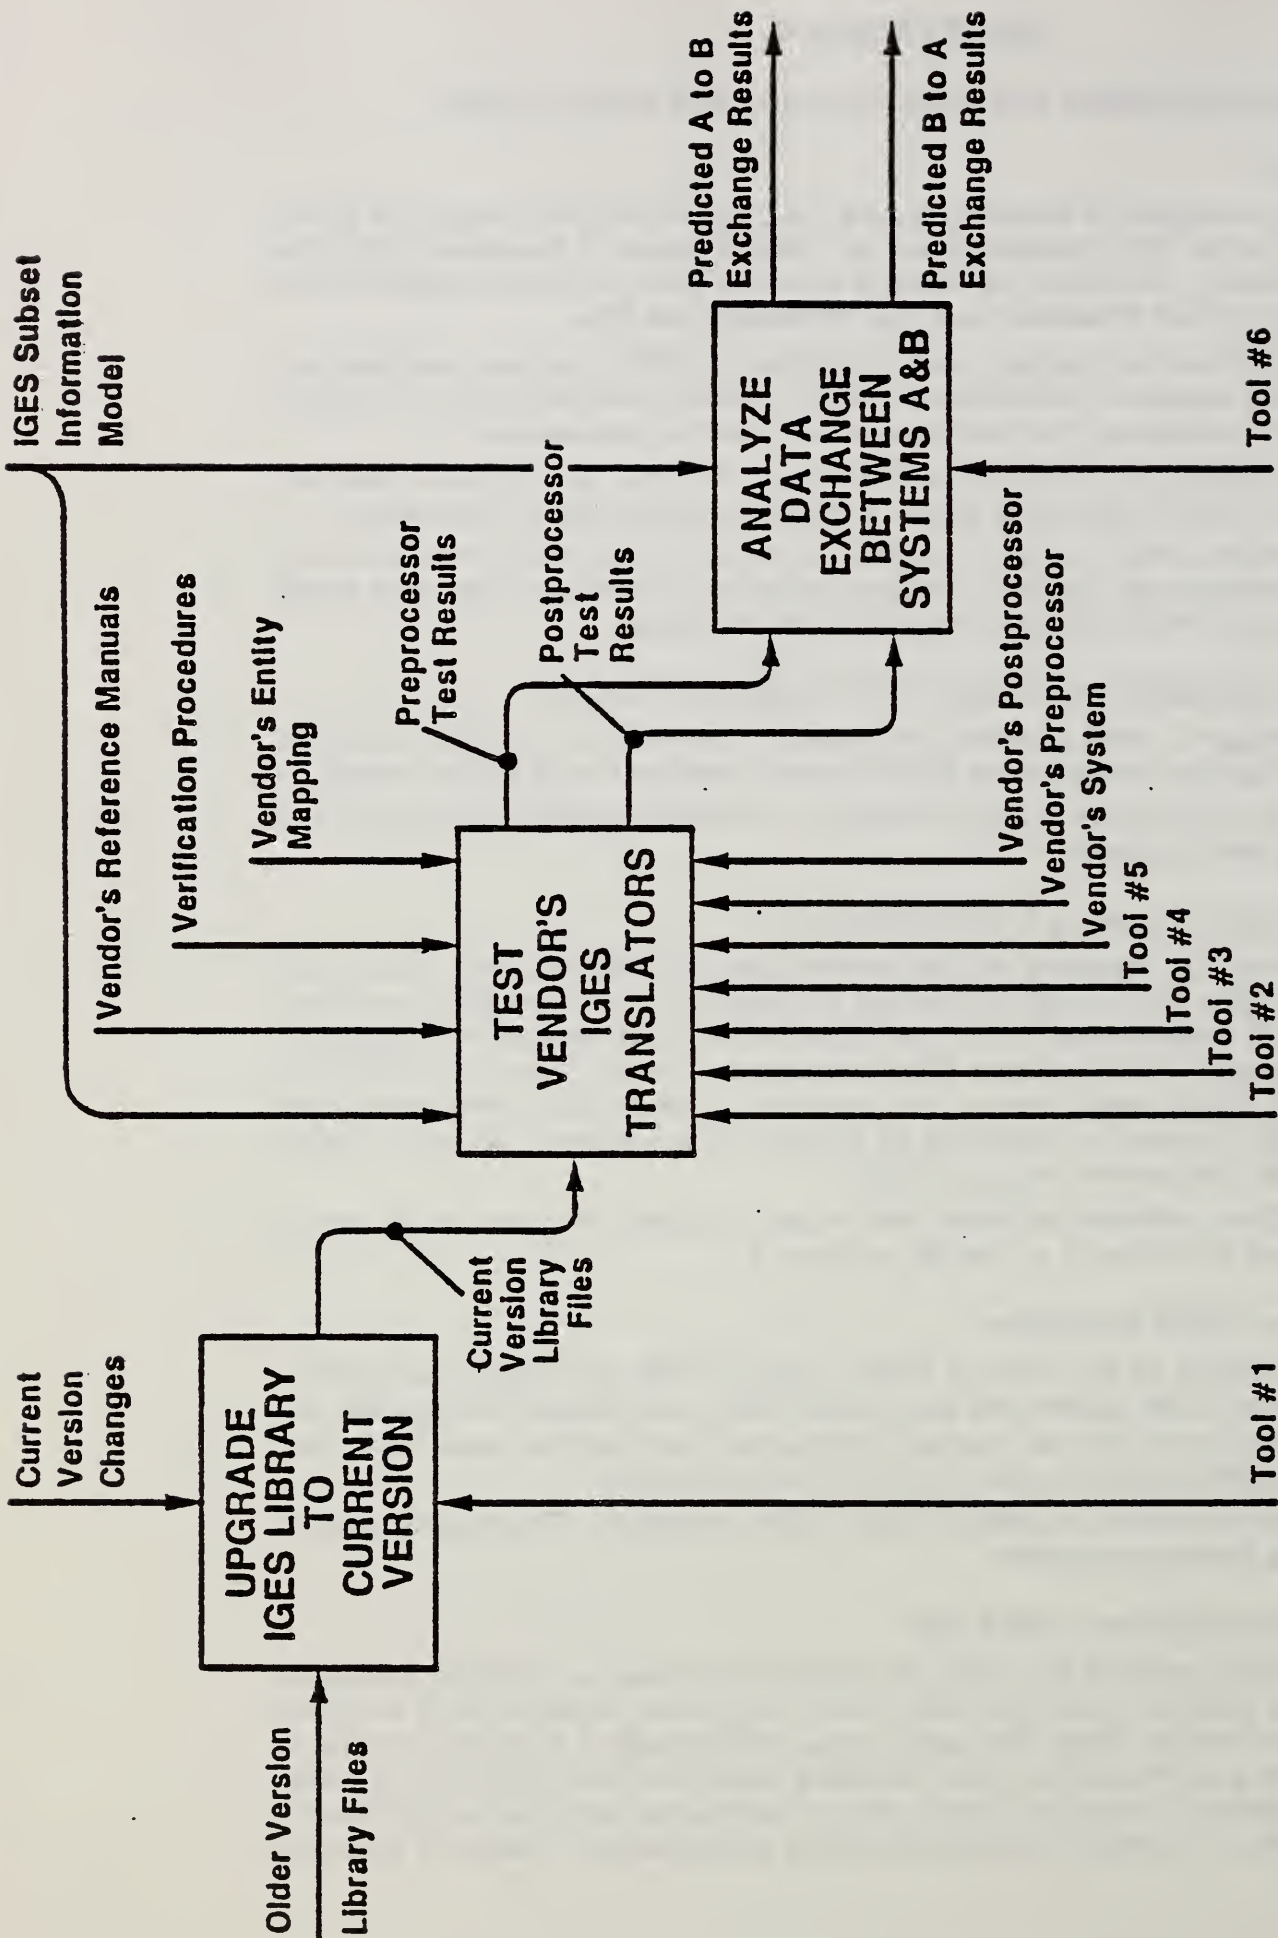 Older Version
Library Files
Current
Version
Changes
UPGRADE
IGES LIBRARY
TO
CURRENT
VERSION
Tool #1
Current
Version
Library
Files
IGES Subset
Information
Model
Vendor's Reference Manuals
Verification Procedures
Vendor's Entity
Mapping
TEST
VENDOR'S
IGES
TRANSLATORS
Tool #2
Tool #3
Tool #4
Tool #5
Vendor's System
Vendor's Preprocessor
Vendor's Postprocessor
Preprocessor
Test Results
Postprocessor
Test
Results
ANALYZE
DATA
EXCHANGE
BETWEEN
SYSTEMS A&B
Tool #6
Predicted A to B
Exchange Results
Predicted B to A
Exchange Results